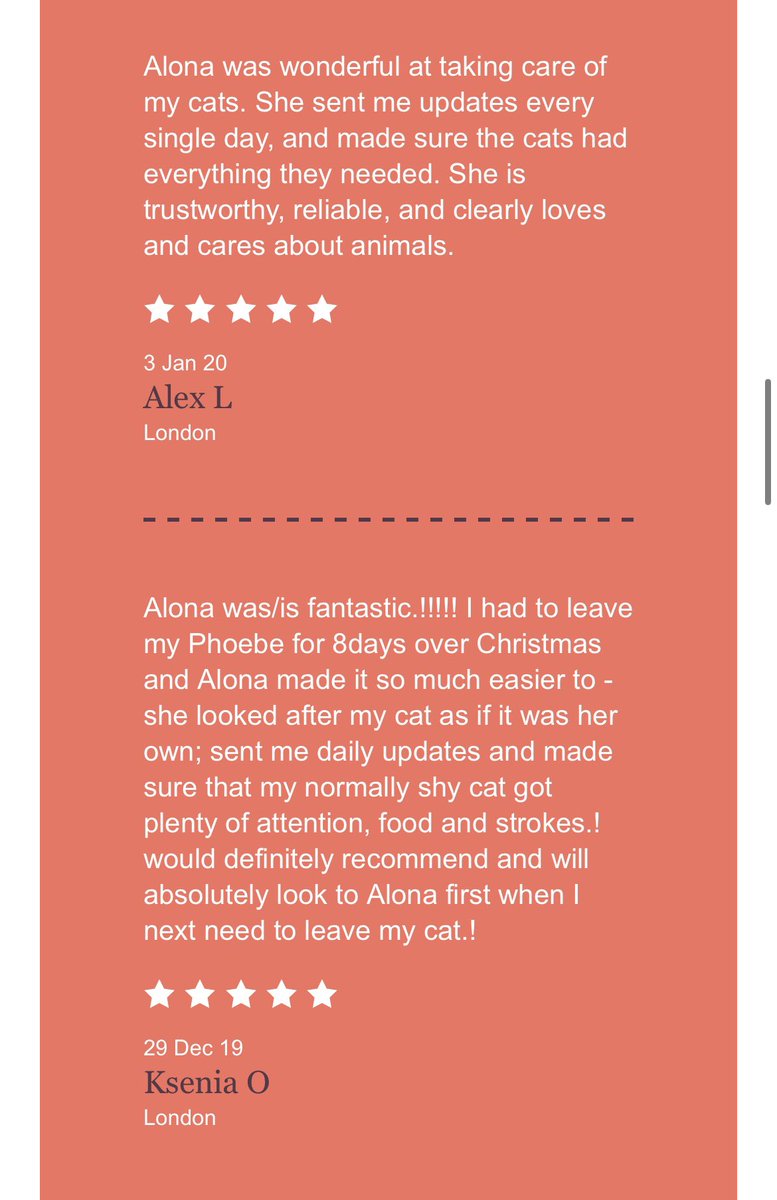 Alona was wonderful at taking care of
my cats. She sent me updates every
single day, and made sure the cats had
everything they needed. She is
trustworthy, reliable, and clearly loves
and cares about animals.
3 Jan 20
Alex L
London
Alona was/is fantastic.!!!!! I had to leave
my Phoebe for 8days over Christmas
and Alona made it so much easier to -
she looked after my cat as if it was her
own; sent me daily updates and made
sure that my normally shy cat got
plenty of attention, food and strokes.!
would definitely recommend and will
absolutely look to Alona first when I
next need to leave my cat.!
29 Dec 19
Ksenia O
London